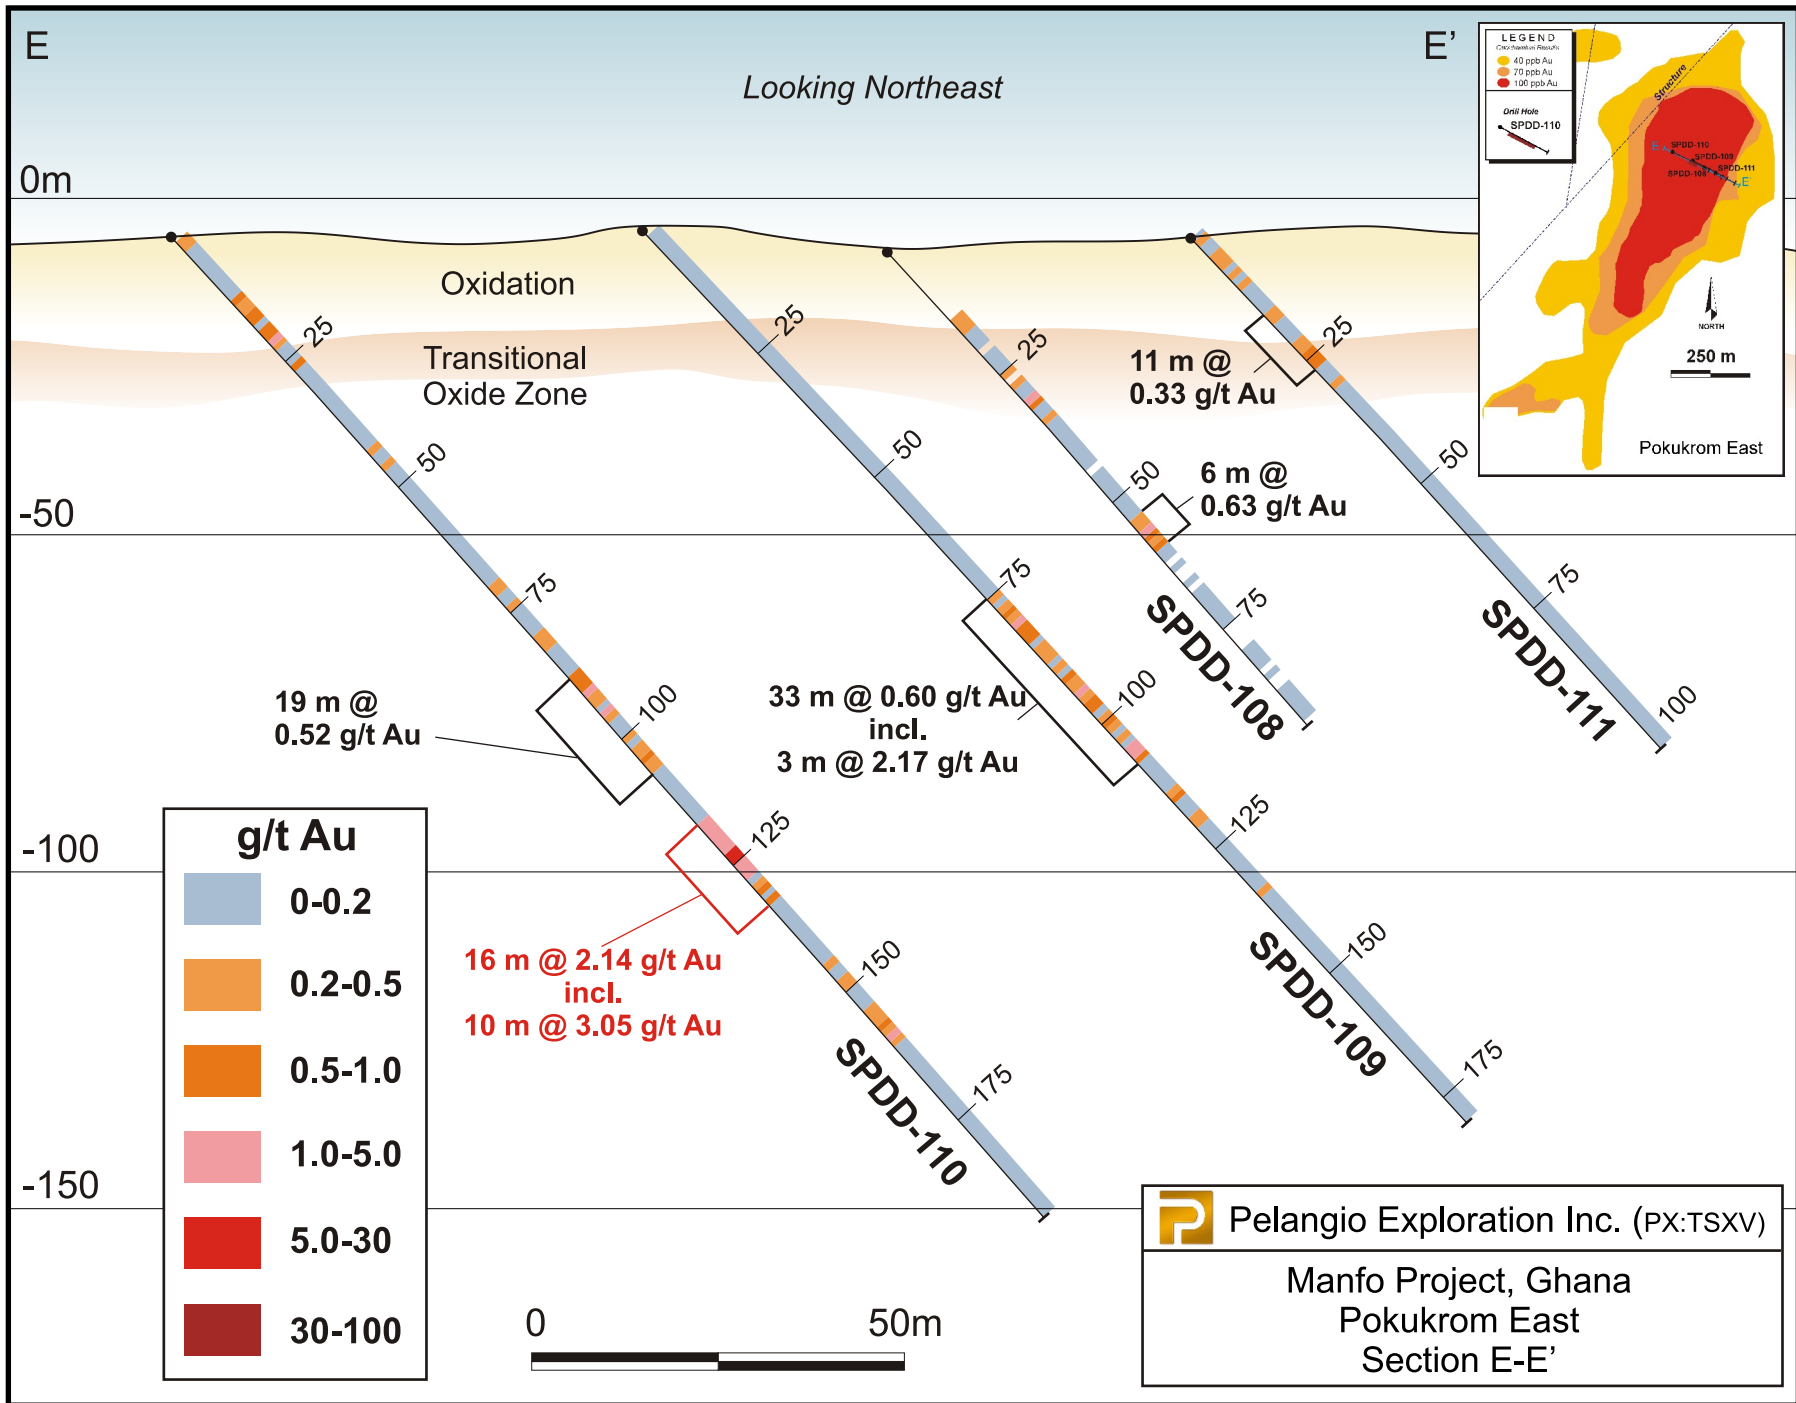 E
Looking Northeast
E’
LEGEND
40 ppb Au
70 ppb Au
100 ppb Au
Drill Hole
SPDD-110
Structure
E
SPDD-110
SPDD-109
SPDD-111
SPDD-108
E’
NORTH
250 m
Pokukrom East
0m
-50
-100
-150
Oxidation
Transitional
Oxide Zone
25
50
75
100
125
150
175
SPDD-110
25
50
75
100
125
150
175
SPDD-109
25
50
75
SPDD-108
25
50
75
100
SPDD-111
11 m @
0.33 g/t Au
6 m @
0.63 g/t Au
19 m @
0.52 g/t Au
33 m @ 0.60 g/t Au
incl.
3 m @ 2.17 g/t Au
16 m @ 2.14 g/t Au
incl.
10 m @ 3.05 g/t Au
g/t Au
0-0.2
0.2-0.5
0.5-1.0
1.0-5.0
5.0-30
30-100
0
50m
Pelangio Exploration Inc. (PX:TSXV)
Manfo Project, Ghana
Pokukrom East
Section E-E’